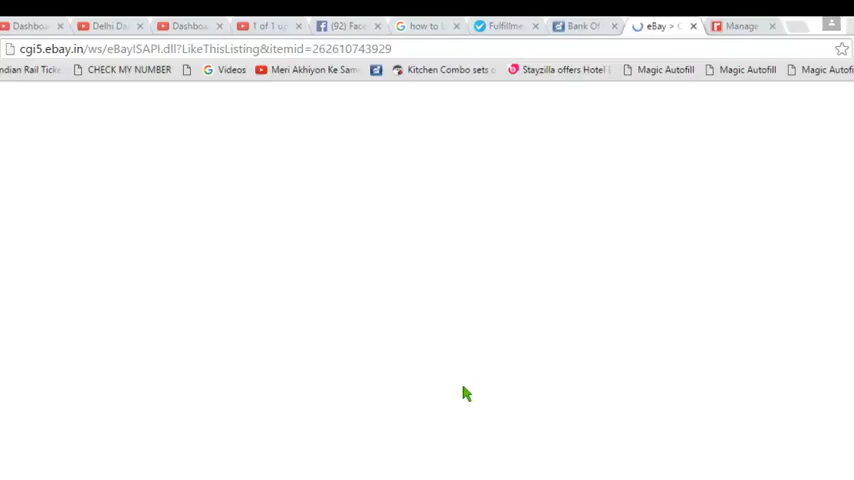 Dashboa Delhi Da Dashboa 1 of 1 up (92) Face how to l Fulfillme Bank Of eBay > C Manage
cgi5.ebay.in/ws/eBayISAPI.dll?LikeThisListing&itemid=262610743929
ndian Rail Ticke CHECK MY NUMBER Videos Meri Akhiyon Ke Sam Kitchen Combo sets o Stayzilla offers Hotel Magic Autofill Magic Autofill Magic Autofi